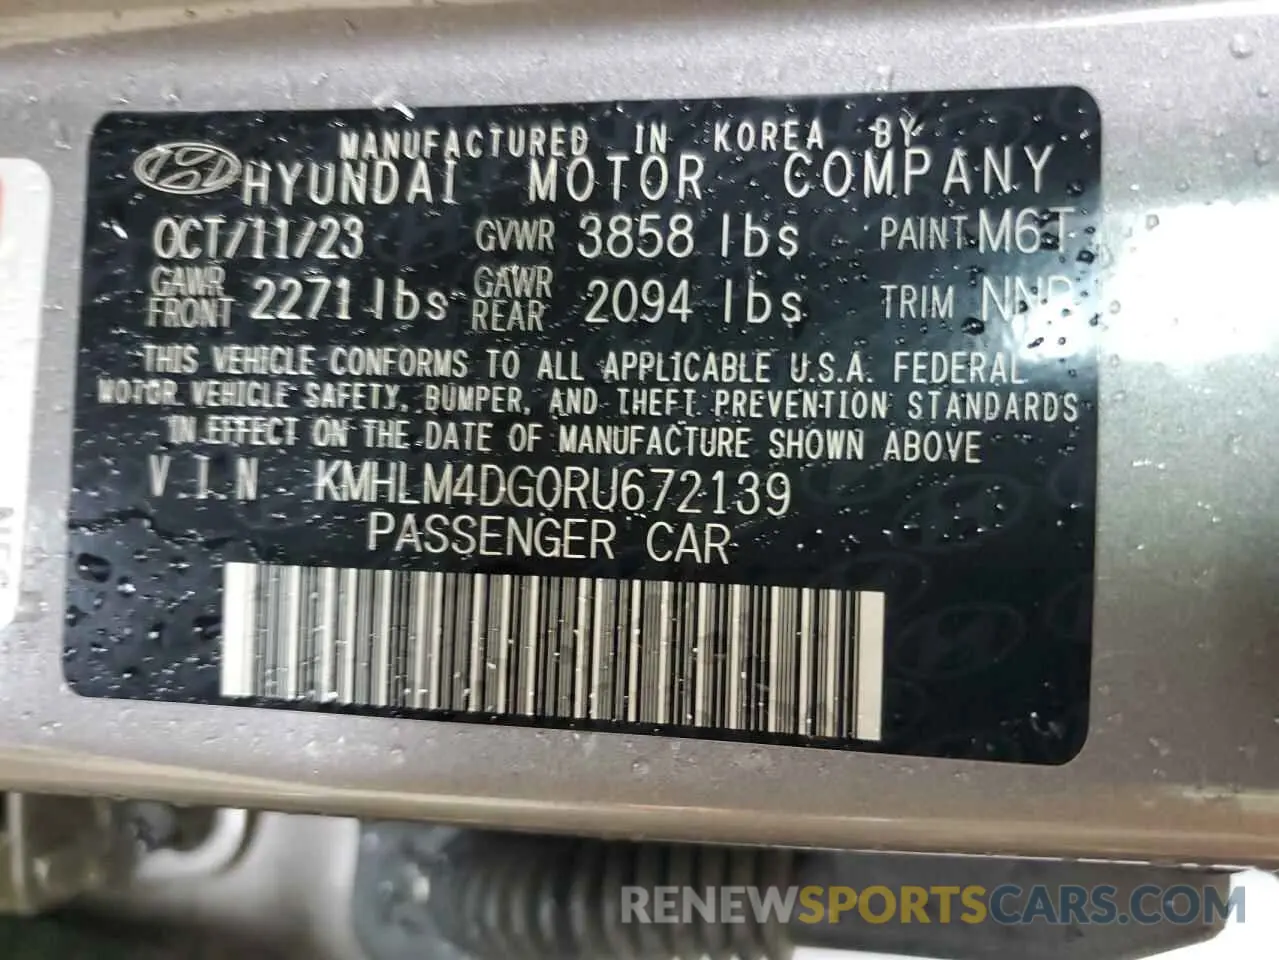 MANUFACTURED IN KOREA BY
HYUNDAI MOTOR COMPANY
OCT/11/23 GVWR 3858 lbs PAINT M6T
GAWR FRONT 2271 lbs GAWR REAR 2094 lbs TRIM
THIS VEHICLE CONFORMS TO ALL APPLICABLE U.S.A. FEDERAL
MOTOR VEHICLE SAFETY, BUMPER, AND THEFT PREVENTION STANDARDS
IN EFFECT ON THE DATE OF MANUFACTURE SHOWN ABOVE
VIN KMHLM4DG0RU672139
PASSENGER CAR
RENEWSPORTSCARS.COM